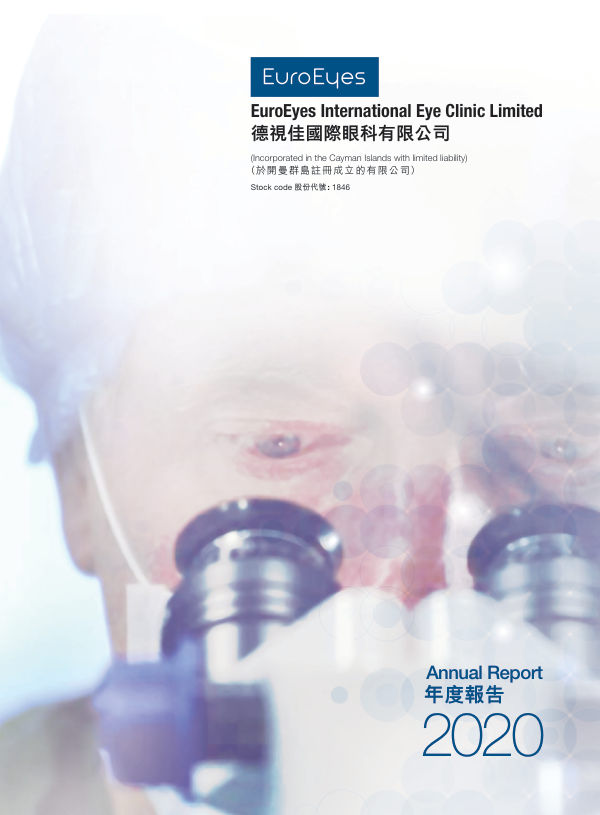 EuroEyes
EuroEyes International Eye Clinic Limited
德視佳國際眼科有限公司
(Incorporated in the Cayman Islands with limited liability)
（於開曼群島註冊成立的有限公司）
Stock code 股份代號：1846
Annual Report
年度報告
2020